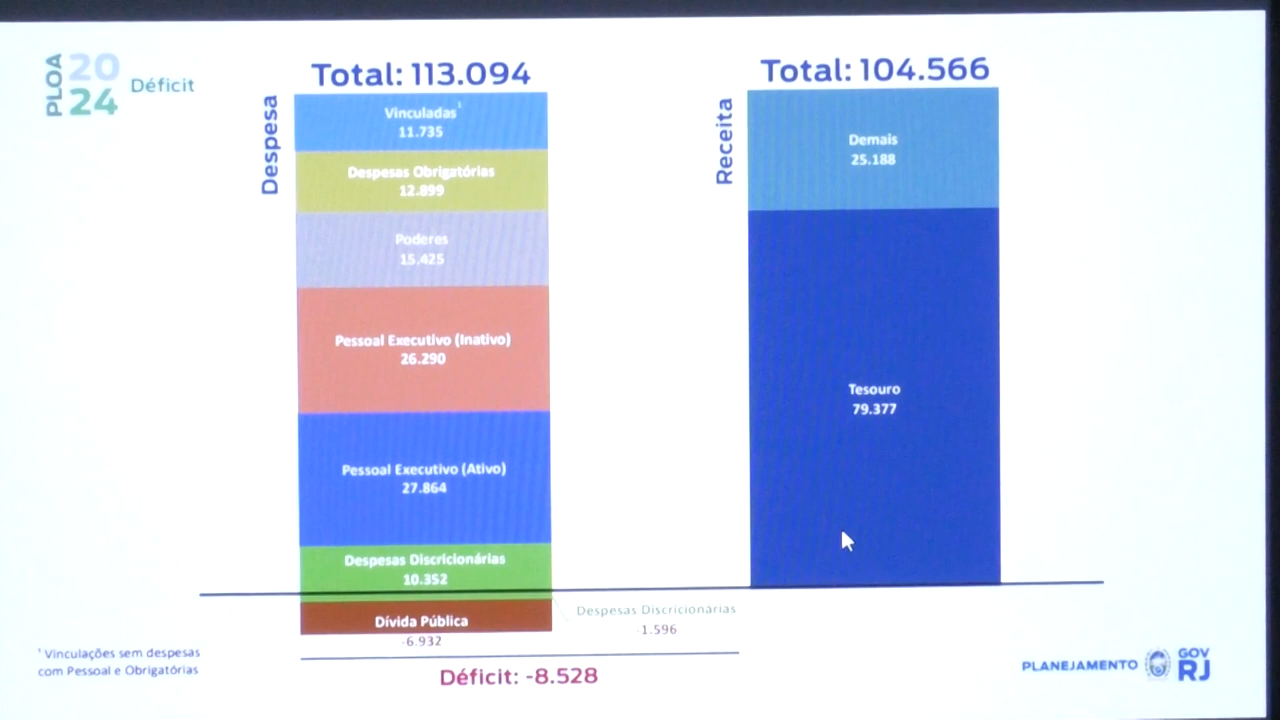 PLOA
20
24
Déficit
Total: 113.094
Despesa
Vinculadas¹
11.735
Despesas Obrigatórias
12.899
Poderes
15.425
Pessoal Executivo (Inativo)
26.290
Pessoal Executivo (Ativo)
27.864
Despesas Discricionárias
10.352
Dívida Pública
-6.932
Despesas Discricionárias
-1.596
Déficit: -8.528
Total: 104.566
Receita
Demais
25.188
Tesouro
79.377
¹ Vinculações sem despesas
com Pessoal e Obrigatórias
PLANEJAMENTO
GOV
RJ